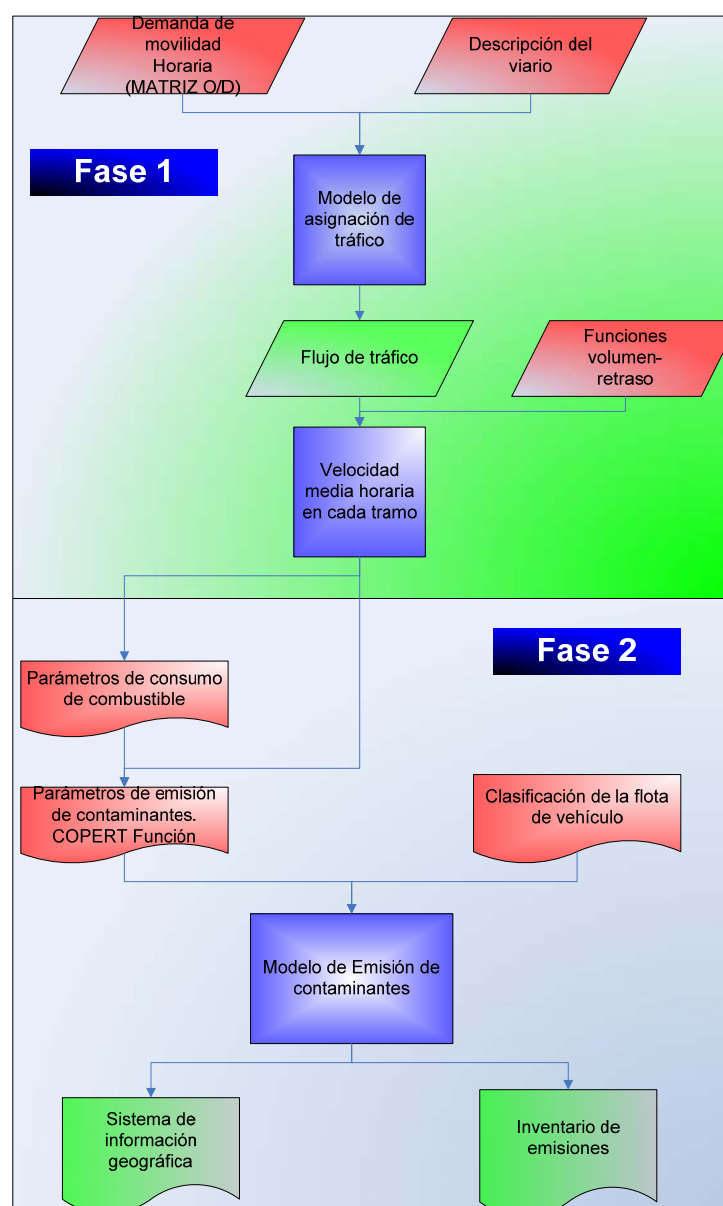 Demanda de
movilidad
Horaria
(MATRIZ O/D)
Descripción del
viario
Fase 1
Modelo de
asignación de
tráfico
Flujo de tráfico
Funciones
volumen-
retraso
Velocidad
media horaria
en cada tramo
Fase 2
Parámetros de consumo
de combustible
Parámetros de emisión
de contaminantes.
COPERT Función
Clasificación de la flota
de vehículo
Modelo de Emisión de
contaminantes
Sistema de
información
geográfica
Inventario de
emisiones